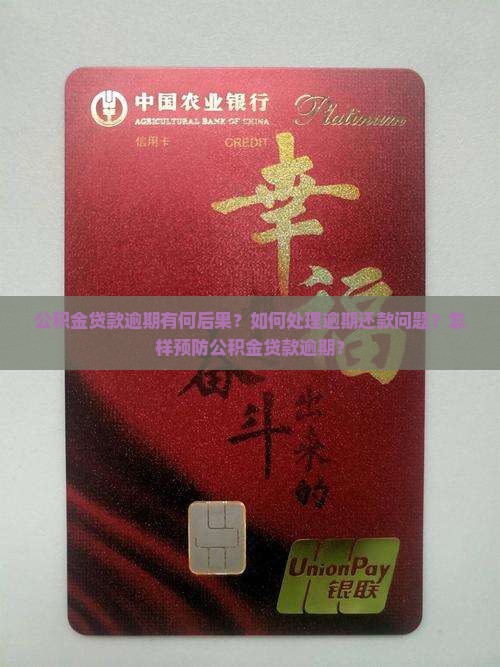 中国农业银行
AGRICULTURAL BANK OF CHINA
Platinum
信用卡
CREDIT
幸福
公积金贷款逾期有何后果？如何处理逾期还款问题？怎
样预防公积金贷款逾期？
奋斗
出来的
UnionPay
银联